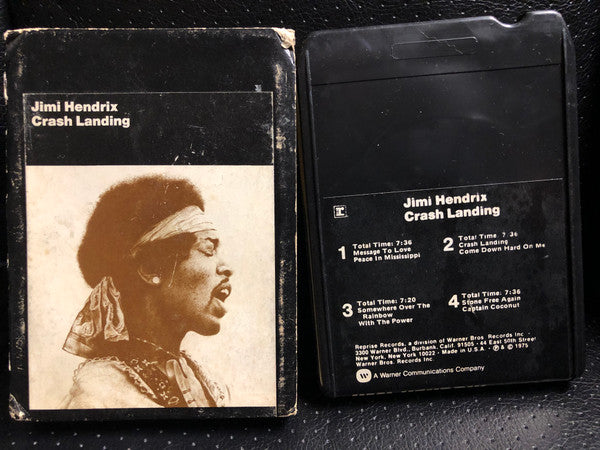 Jimi Hendrix
Crash Landing
Jimi Hendrix
Crash Landing
1 Total Time: 7:36
Message To Love
Peace In Mississippi
2 Total Time: 7:36
Crash Landing
Come Down Hard On Me
3 Total Time: 7:20
Somewhere Over The
Rainbow
With The Power
4 Total Time: 7:36
Stone Free Again
Captain Coconut
Reprise Records, a division of Warner Bros. Records Inc.
3300 Warner Blvd., Burbank, Calif. 91505 • 44 East 50th Street
New York, New York 10022 • Made in U.S.A. • ℗ & © 1975
Warner Bros. Records Inc.
A Warner Communications Company